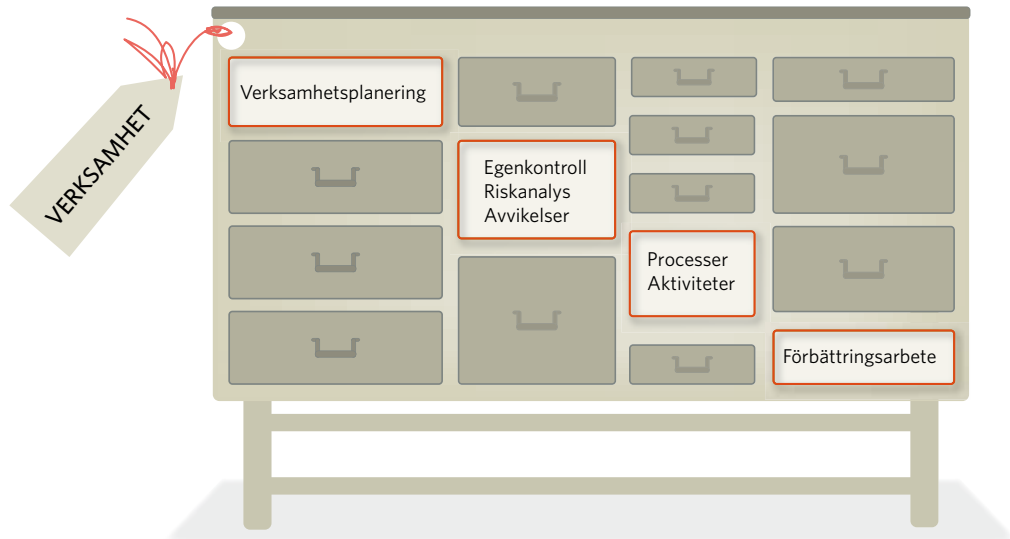 VERKSAMHET
Verksamhetsplanering
Egenkontroll
Riskanalys
Avvikelser
Processer
Aktiviteter
Förbättringsarbete